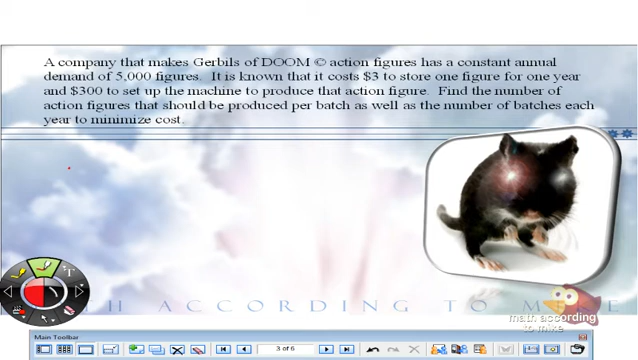 A company that makes Gerbils of DOOM © action figures has a constant annual
demand of 5,000 figures. It is known that it costs $3 to store one figure for one year
and $300 to set up the machine to produce that action figure. Find the number of
action figures that should be produced per batch as well as the number of batches each
year to minimize cost.
T
ACCORDING TO
math according
to mike
Main Toolbar
3 of 6